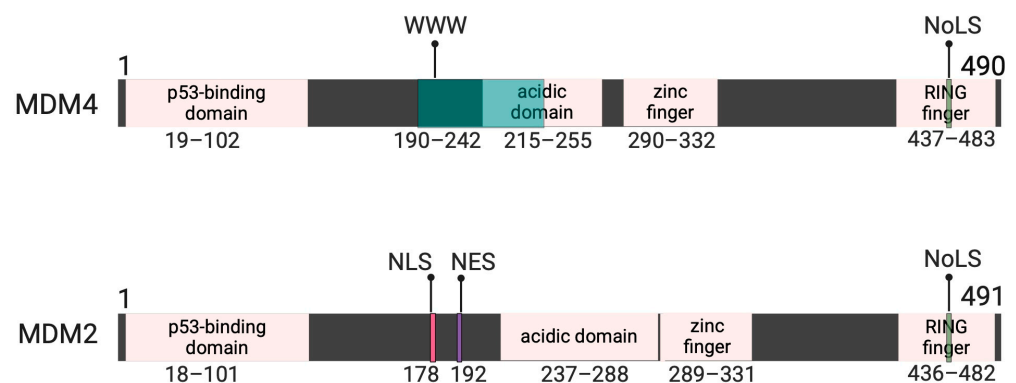 WWW
NoLS
1
490
MDM4
p53-binding
domain
acidic
domain
zinc
finger
RING
finger
19–102
190–242
215–255
290–332
437–483
NLS
NES
NoLS
1
491
MDM2
p53-binding
domain
acidic domain
zinc
finger
RING
finger
18–101
178
192
237–288
289–331
436–482